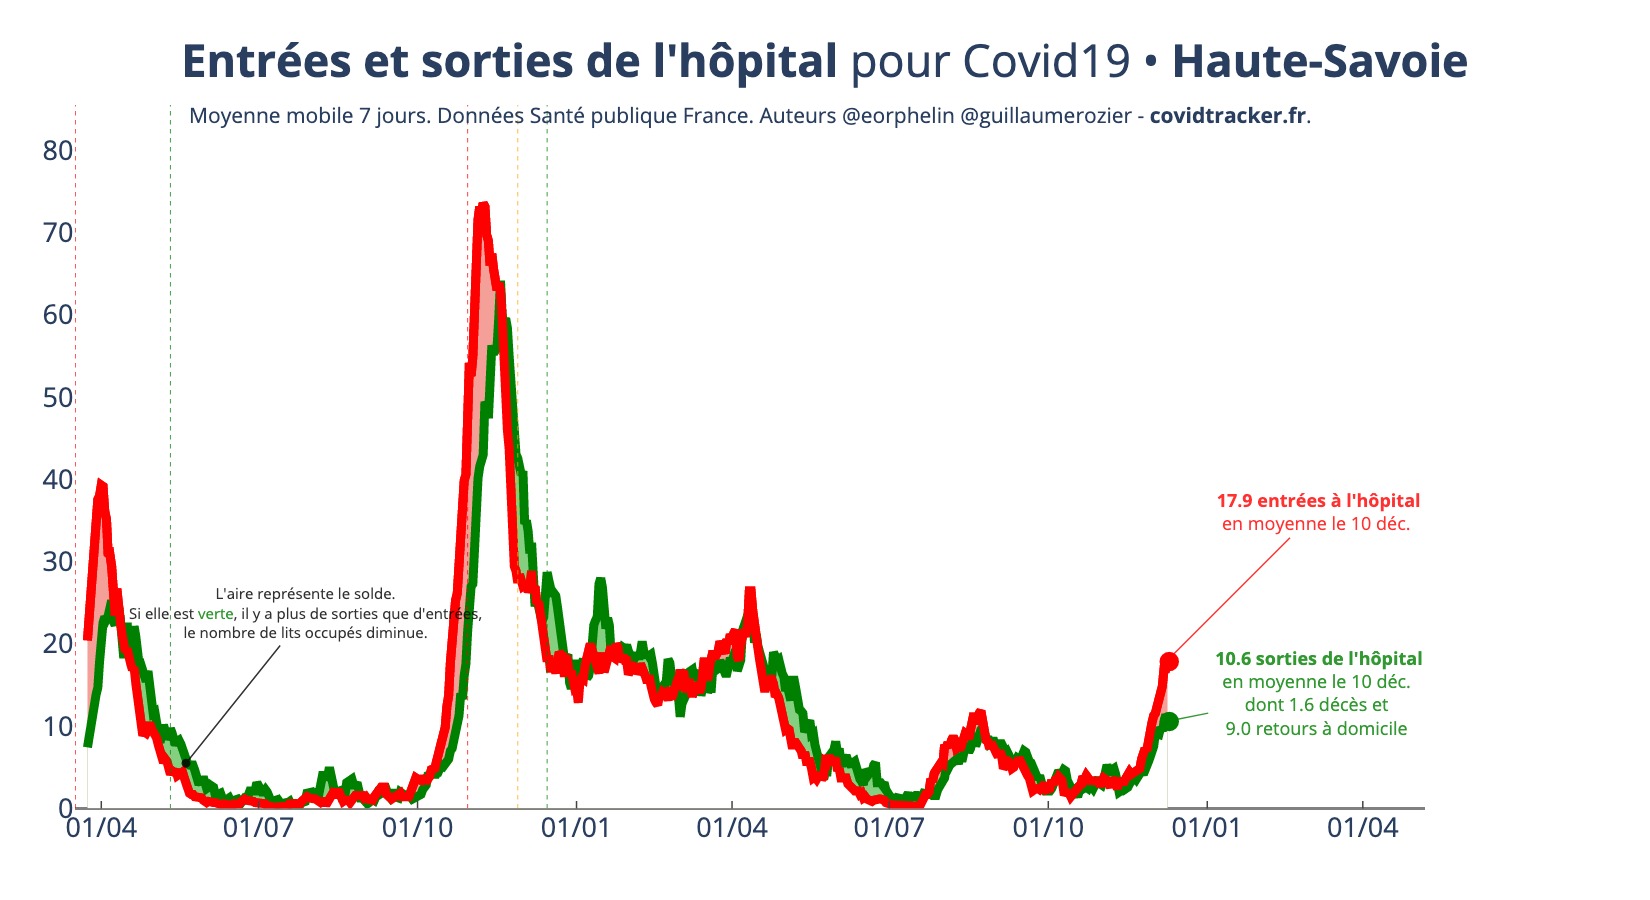 Entrées et sorties de l'hôpital pour Covid19 • Haute-Savoie
Moyenne mobile 7 jours. Données Santé publique France. Auteurs @eorphelin @guillaumerozier - covidtracker.fr.
80
70
60
50
40
30
20
10
0
17.9 entrées à l'hôpital
en moyenne le 10 déc.
L'aire représente le solde.
Si elle est verte, il y a plus de sorties que d'entrées,
le nombre de lits occupés diminue.
10.6 sorties de l'hôpital
en moyenne le 10 déc.
dont 1.6 décès et
9.0 retours à domicile
01/04 01/07 01/10 01/01 01/04 01/07 01/10 01/01 01/04